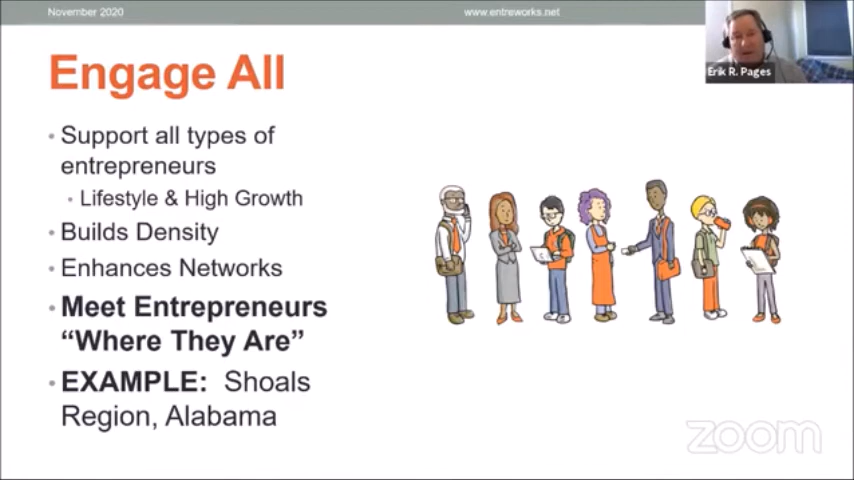 November 2020
www.entreworks.net
Erik R. Pages
Engage All
• Support all types of
entrepreneurs
• Lifestyle & High Growth
• Builds Density
• Enhances Networks
• Meet Entrepreneurs
“Where They Are”
• EXAMPLE: Shoals
Region, Alabama
zoom